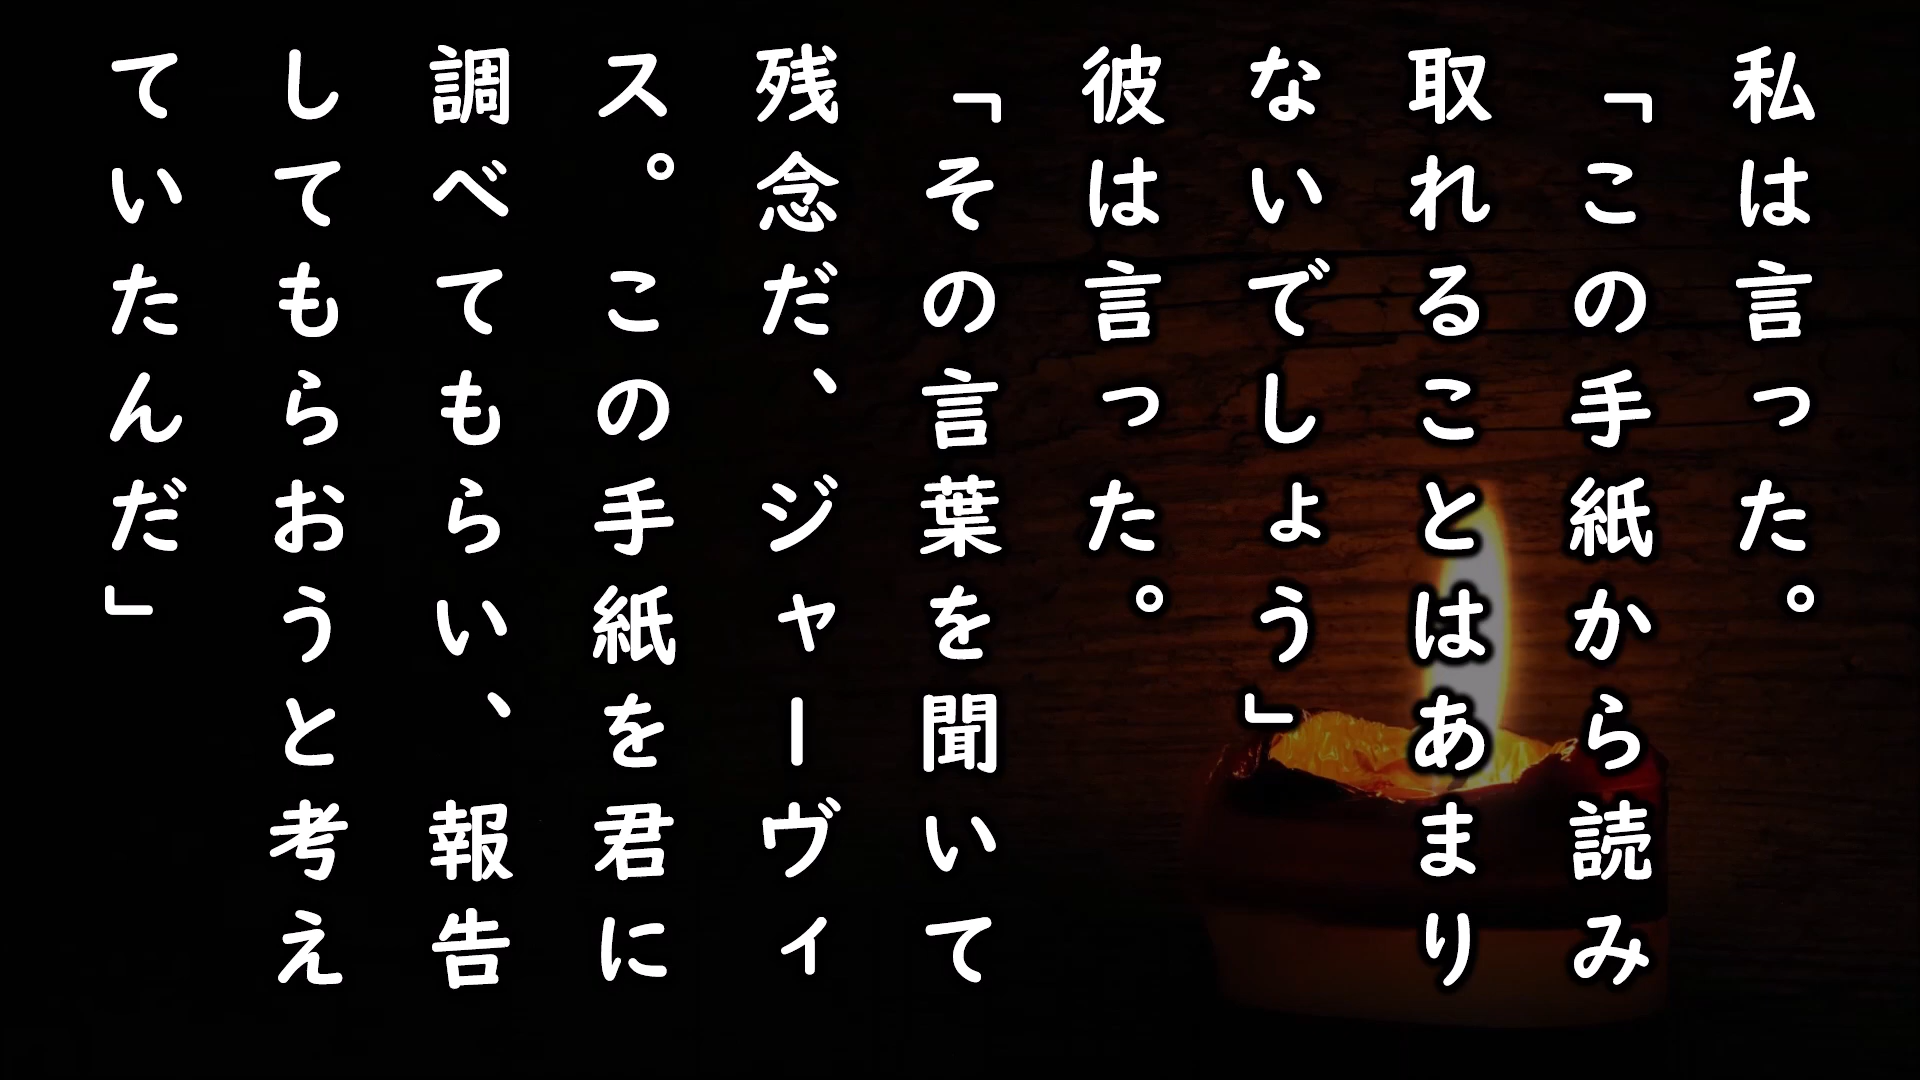 私は言った。
「この手紙から読み
取れることはあまり
ないでしょう」
彼は言った。
「その言葉を聞いて
残念だ、ジャーヴィ
ス。この手紙を君に
調べてもらい、報告
してもらおうと考え
ていたんだ」